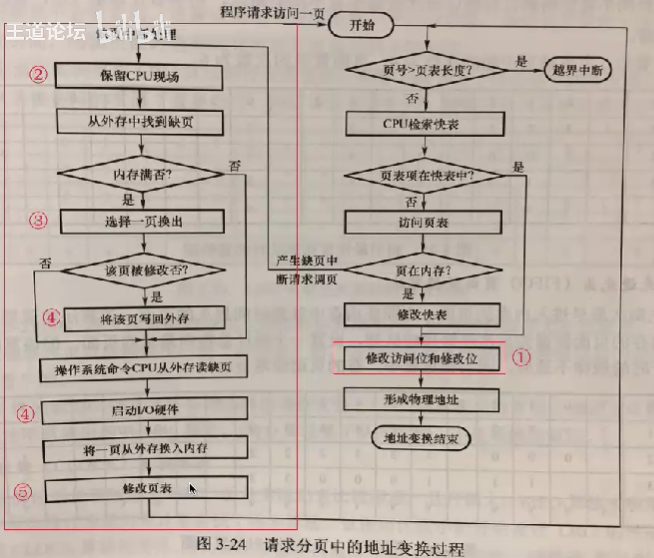 王道论坛
程序请求访问一页
开始
②
保留CPU现场
页号>页表长度?
是
越界中断
否
从外存中找到缺页
CPU检索快表
内存满否?
否
是
页表项在快表中?
是
否
③
选择一页换出
访问页表
产生缺页中
断请求调页
否
该页被修改否?
是
页在内存?
是
④
将该页写回外存
修改快表
操作系统命令CPU从外存读缺页
修改访问位和修改位
①
④
启动I/O硬件
形成物理地址
将一页从外存换入内存
地址变换结束
⑤
修改页表
图 3-24 请求分页中的地址变换过程